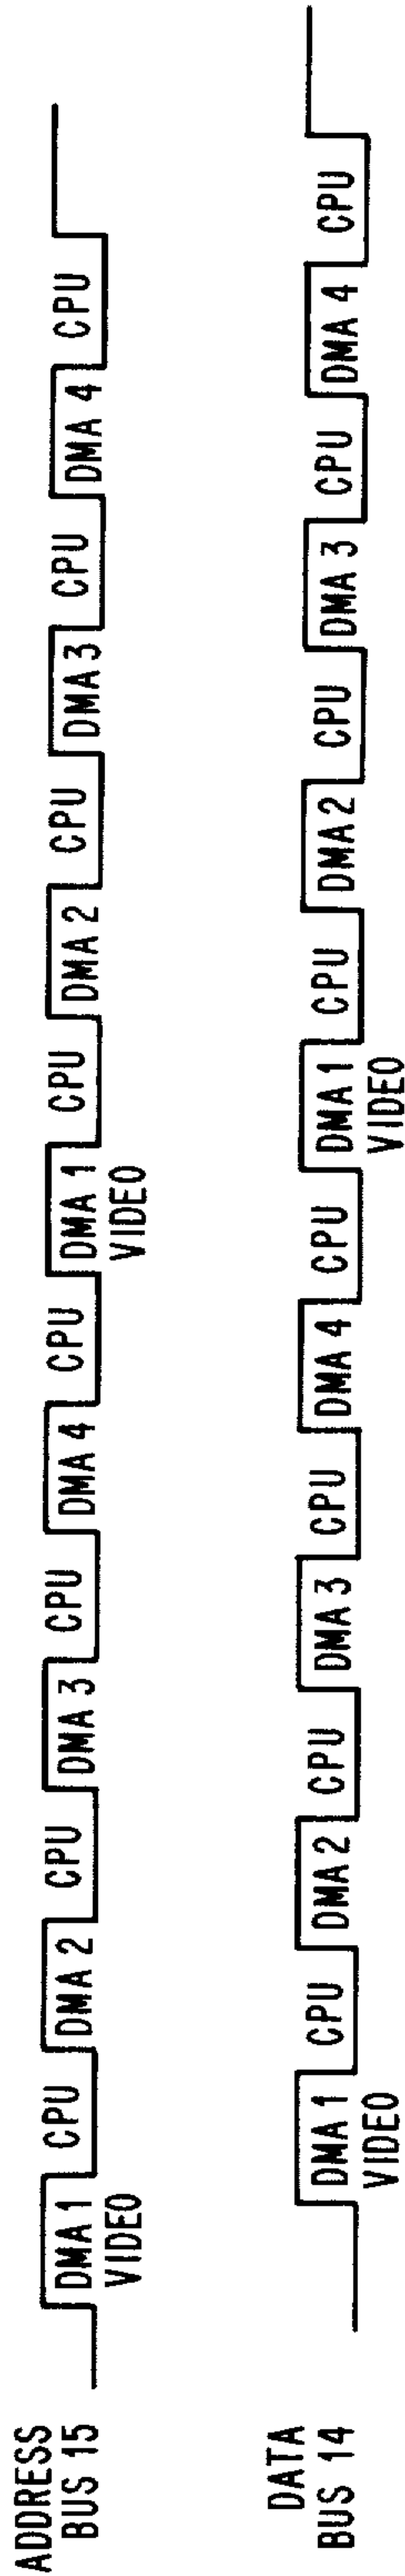 ADDRESS
BUS 15
DMA 1 CPU DMA 2 CPU DMA 3 CPU DMA 4 CPU DMA 1 CPU DMA 2 CPU DMA 3 CPU DMA 4 CPU
VIDEO VIDEO
DATA
BUS 14
DMA 1 CPU DMA 2 CPU DMA 3 CPU DMA 4 CPU DMA 1 CPU DMA 2 CPU DMA 3 CPU DMA 4 CPU
VIDEO VIDEO